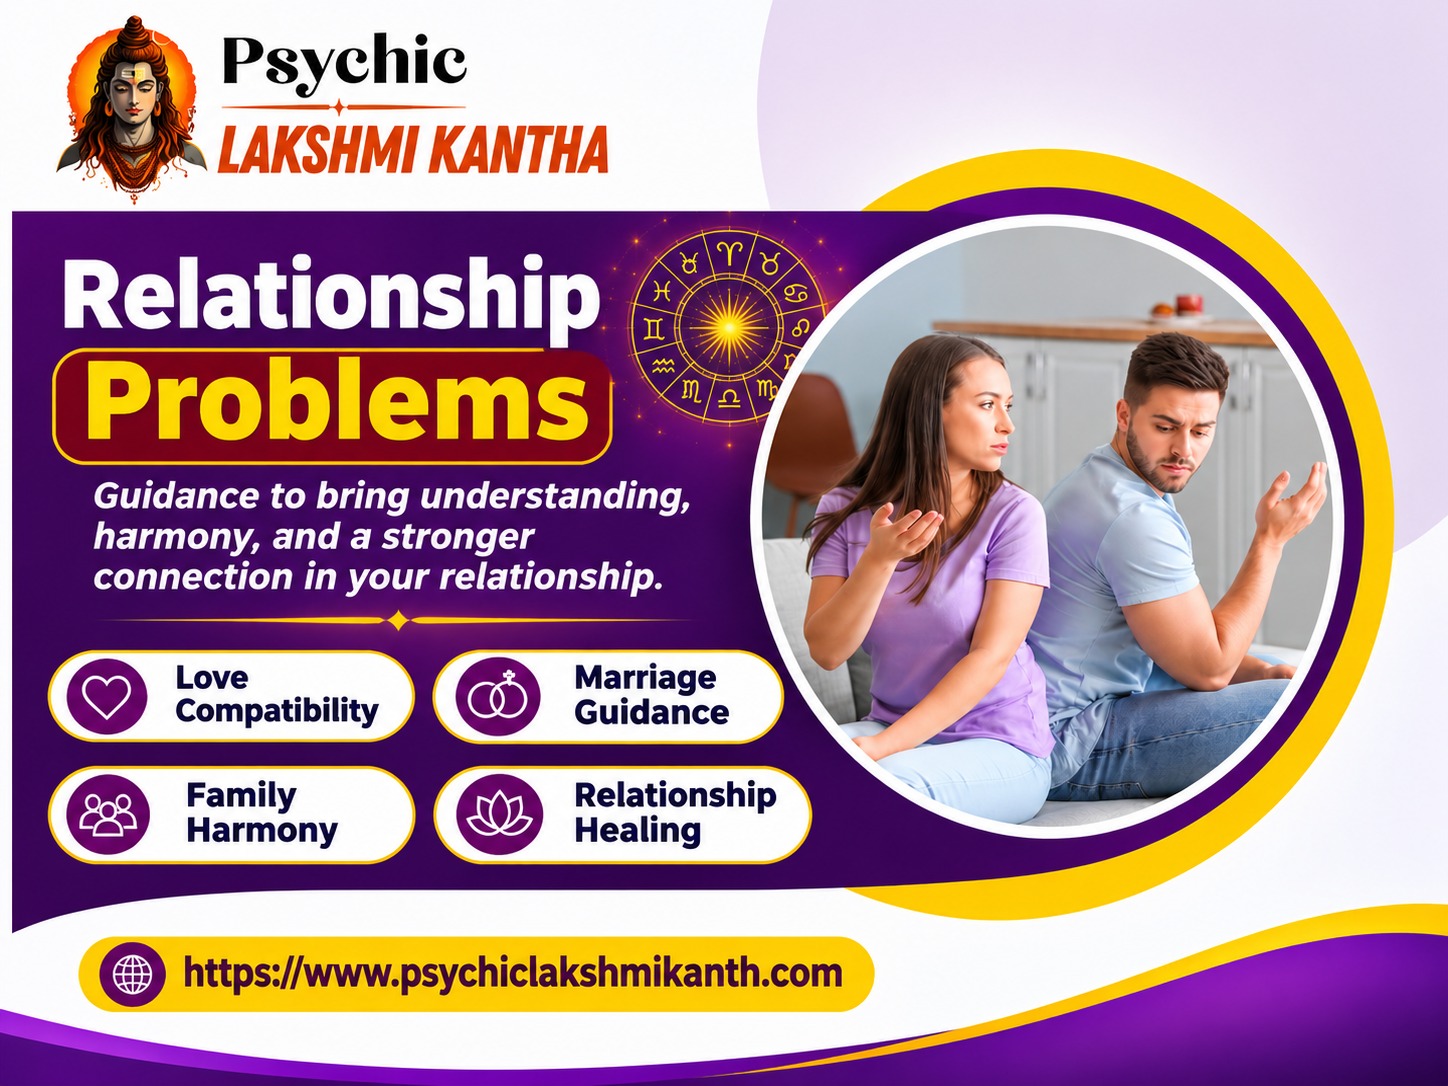 Psychic
LAKSHMI KANTHA
Relationship
Problems
Guidance to bring understanding,
harmony, and a stronger
connection in your relationship.
Love
Compatibility
Marriage
Guidance
Family
Harmony
Relationship
Healing
https://www.psychiclakshmikanth.com